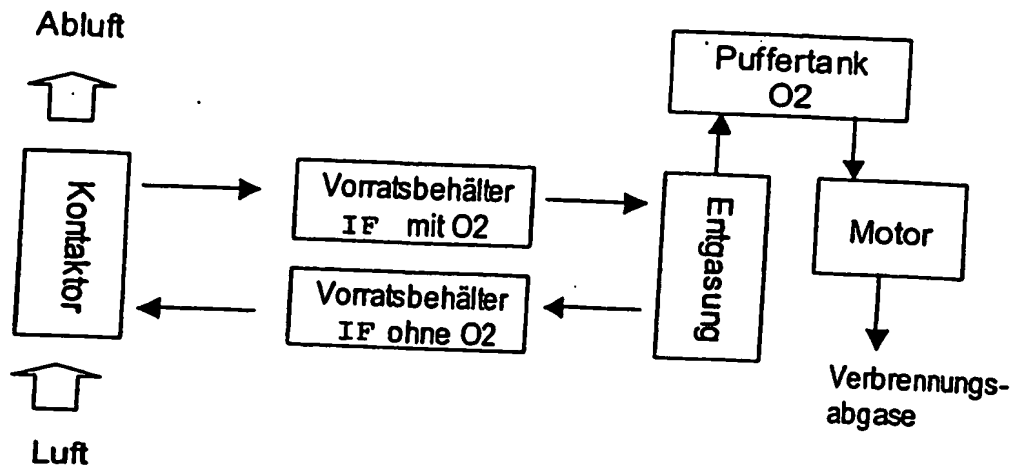 Abluft
Puffertank
O2
Kontaktor
Vorratsbehälter
IF mit O2
Entgasung
Motor
Vorratsbehälter
IF ohne O2
Verbrennungs-
abgase
Luft